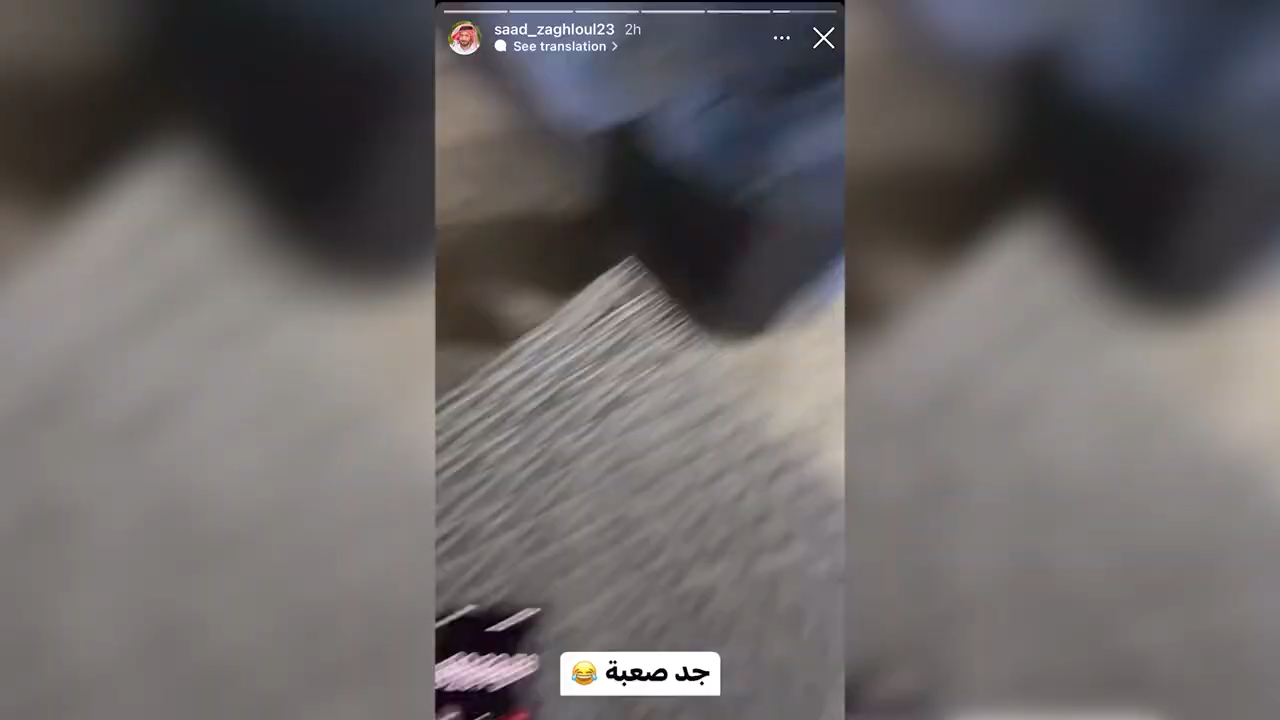 saad_zaghloul23 2h
See translation
جد صعبة 😂